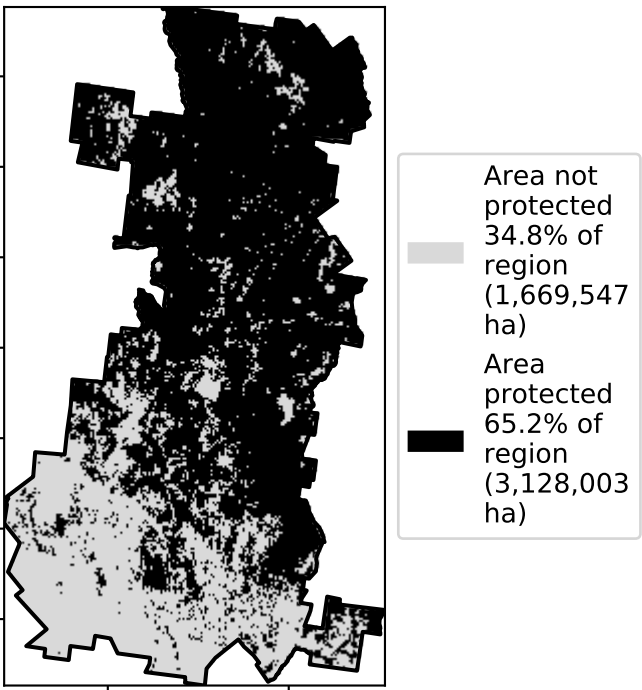 Area not
protected
34.8% of
region
(1,669,547
ha)
Area
protected
65.2% of
region
(3,128,003
ha)